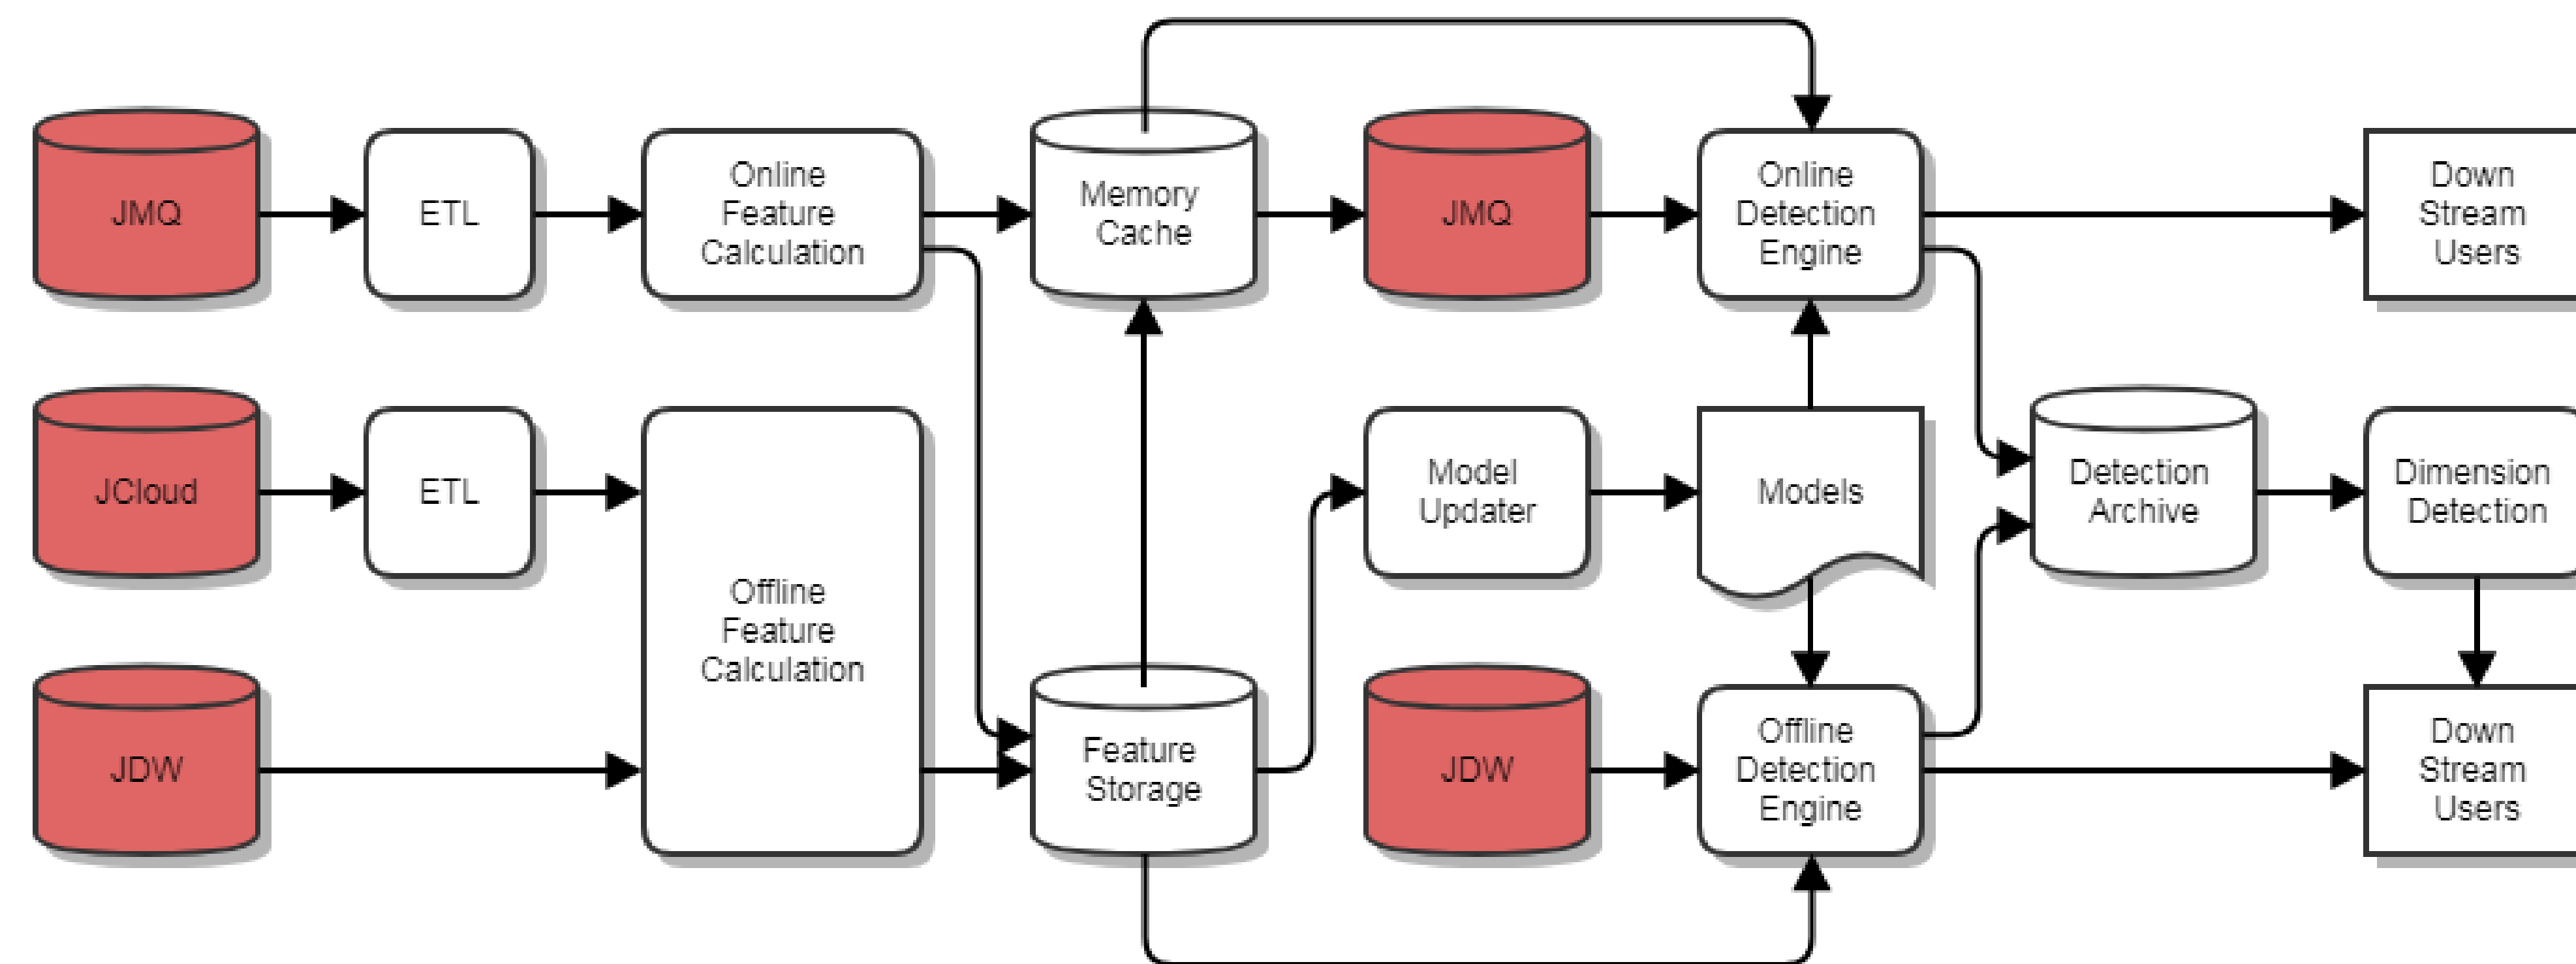 JMQ
ETL
Online
Feature
Calculation
Memory
Cache
JMQ
Online
Detection
Engine
Down
Stream
Users
JCloud
ETL
Offline
Feature
Calculation
Model
Updater
Models
Detection
Archive
Dimension
Detection
JDW
Feature
Storage
JDW
Offline
Detection
Engine
Down
Stream
Users